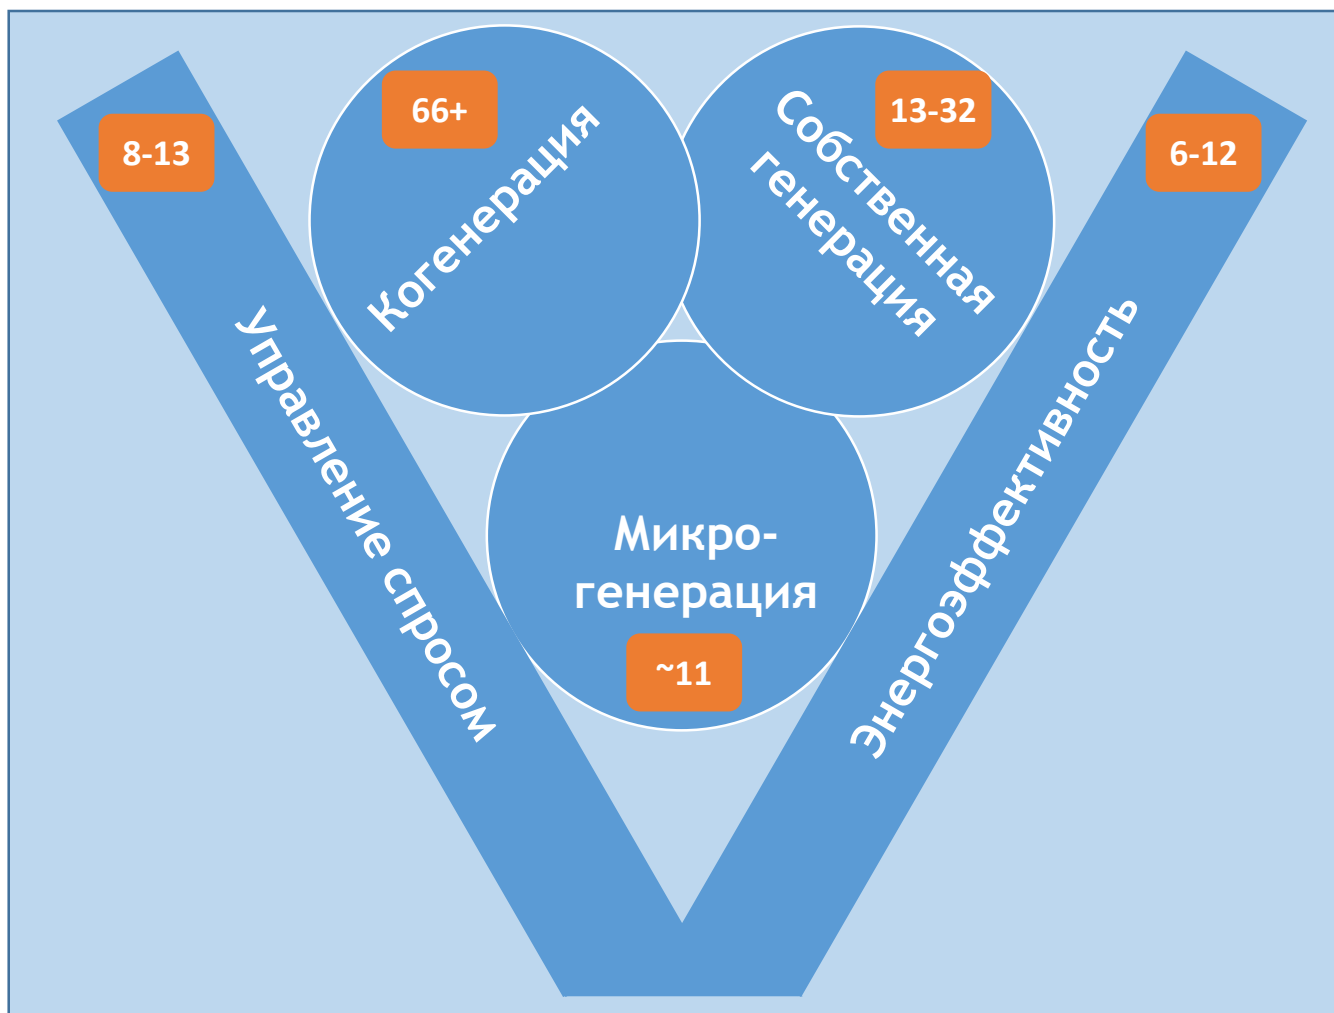 8-13
Управление спросом
66+
Когенерация
13-32
Собственная
генерация
6-12
Энергоэффективность
Микро-
генерация
~11